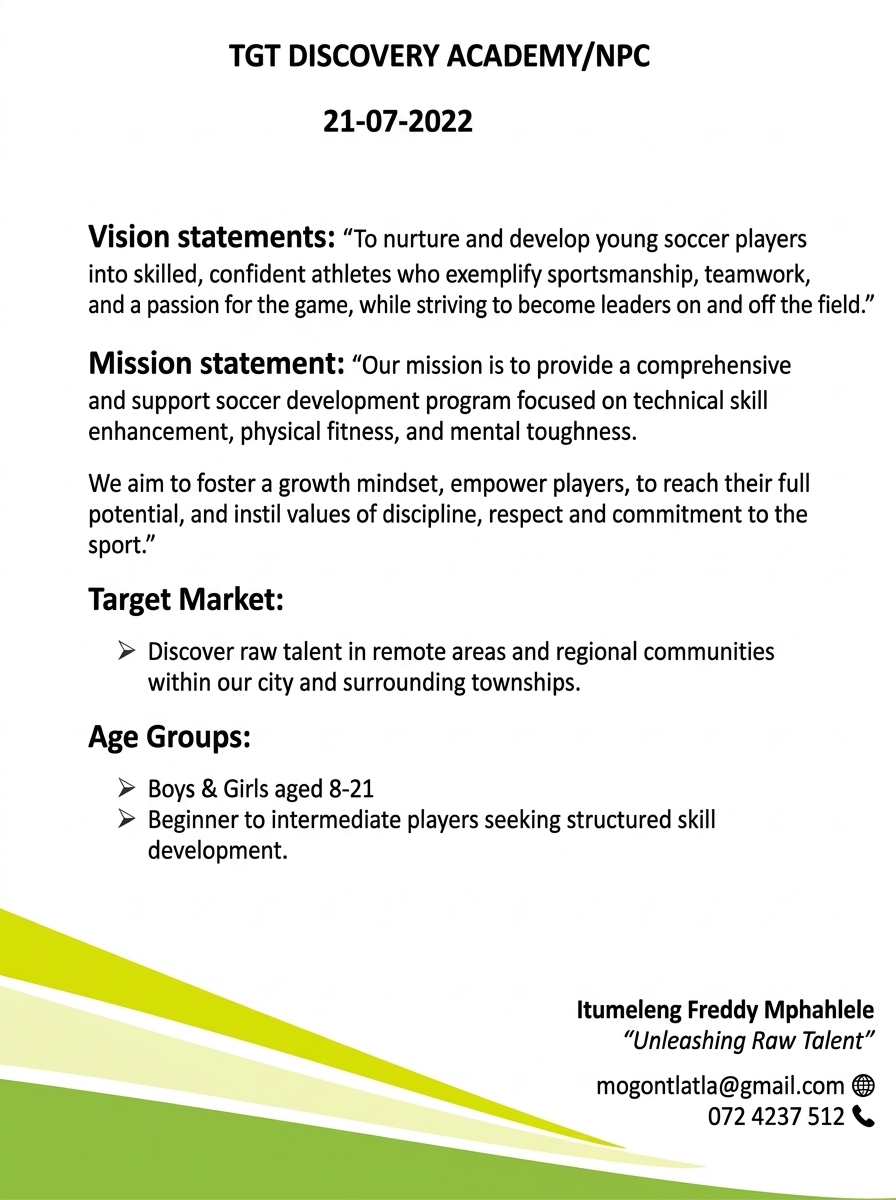 TGT DISCOVERY ACADEMY/NPC
21-07-2022
Vision statements: “To nurture and develop young soccer players
into skilled, confident athletes who exemplify sportsmanship, teamwork,
and a passion for the game, while striving to become leaders on and off the field.”
Mission statement: “Our mission is to provide a comprehensive
and support soccer development program focused on technical skill
enhancement, physical fitness, and mental toughness.
We aim to foster a growth mindset, empower players, to reach their full
potential, and instil values of discipline, respect and commitment to the
sport.”
Target Market:
➢ Discover raw talent in remote areas and regional communities
within our city and surrounding townships.
Age Groups:
➢ Boys & Girls aged 8-21
➢ Beginner to intermediate players seeking structured skill
development.
Itumeleng Freddy Mphahlele
“Unleashing Raw Talent”
mogontlatla@gmail.com
072 4237 512